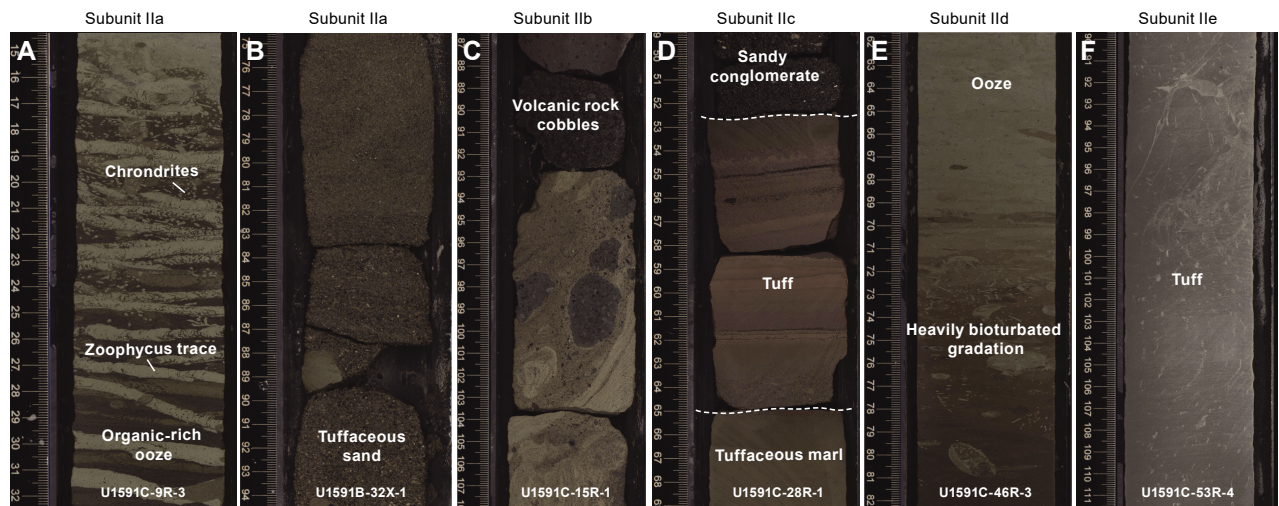 Subunit IIa
Subunit IIa
Subunit IIb
Subunit IIc
Subunit IId
Subunit IIe
A
Chrondrites
Zoophycus trace
Organic-rich
ooze
U1591C-9R-3
B
Tuffaceous
sand
U1591B-32X-1
C
Volcanic rock
cobbles
U1591C-15R-1
D
Sandy
conglomerate
Tuff
Tuffaceous marl
U1591C-28R-1
E
Ooze
Heavily bioturbated
gradation
U1591C-46R-3
F
Tuff
U1591C-53R-4